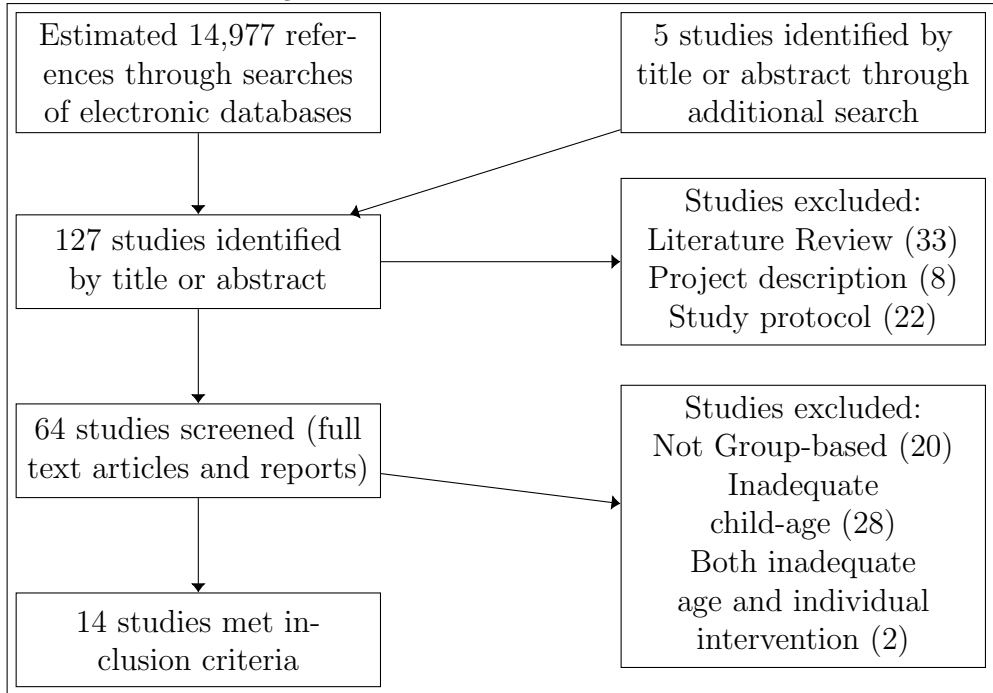 Estimated 14,977 refer-
ences through searches
of electronic databases
5 studies identified by
title or abstract through
additional search
127 studies identified
by title or abstract
Studies excluded:
Literature Review (33)
Project description (8)
Study protocol (22)
64 studies screened (full
text articles and reports)
Studies excluded:
Not Group-based (20)
Inadequate
child-age (28)
Both inadequate
age and individual
intervention (2)
14 studies met in-
clusion criteria